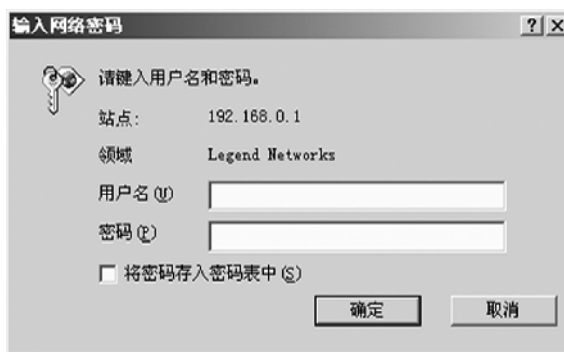 输入网络密码
请键入用户名和密码。
站点: 192.168.0.1
领域 Legend Networks
用户名(U)
密码(P)
将密码存入密码表中(S)
确定 取消